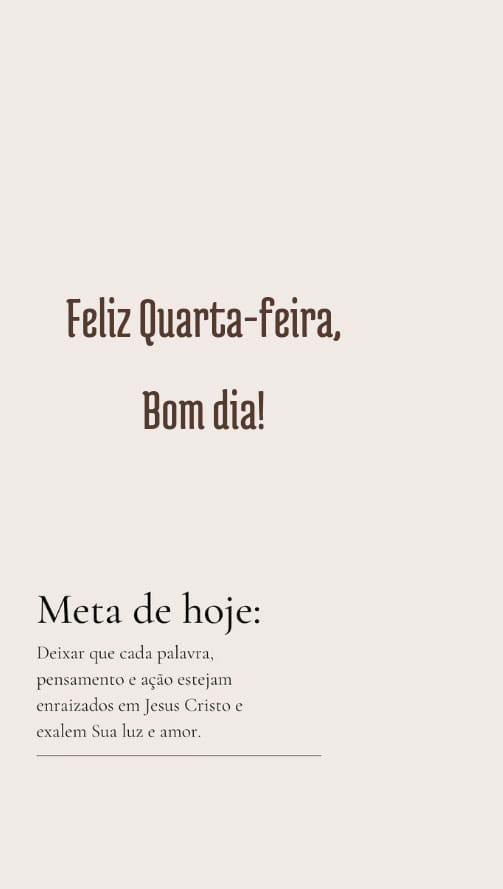 Feliz Quarta-feira,
Bom dia!
Meta de hoje:
Deixar que cada palavra,
pensamento e ação estejam
enraizados em Jesus Cristo e
exalem Sua luz e amor.